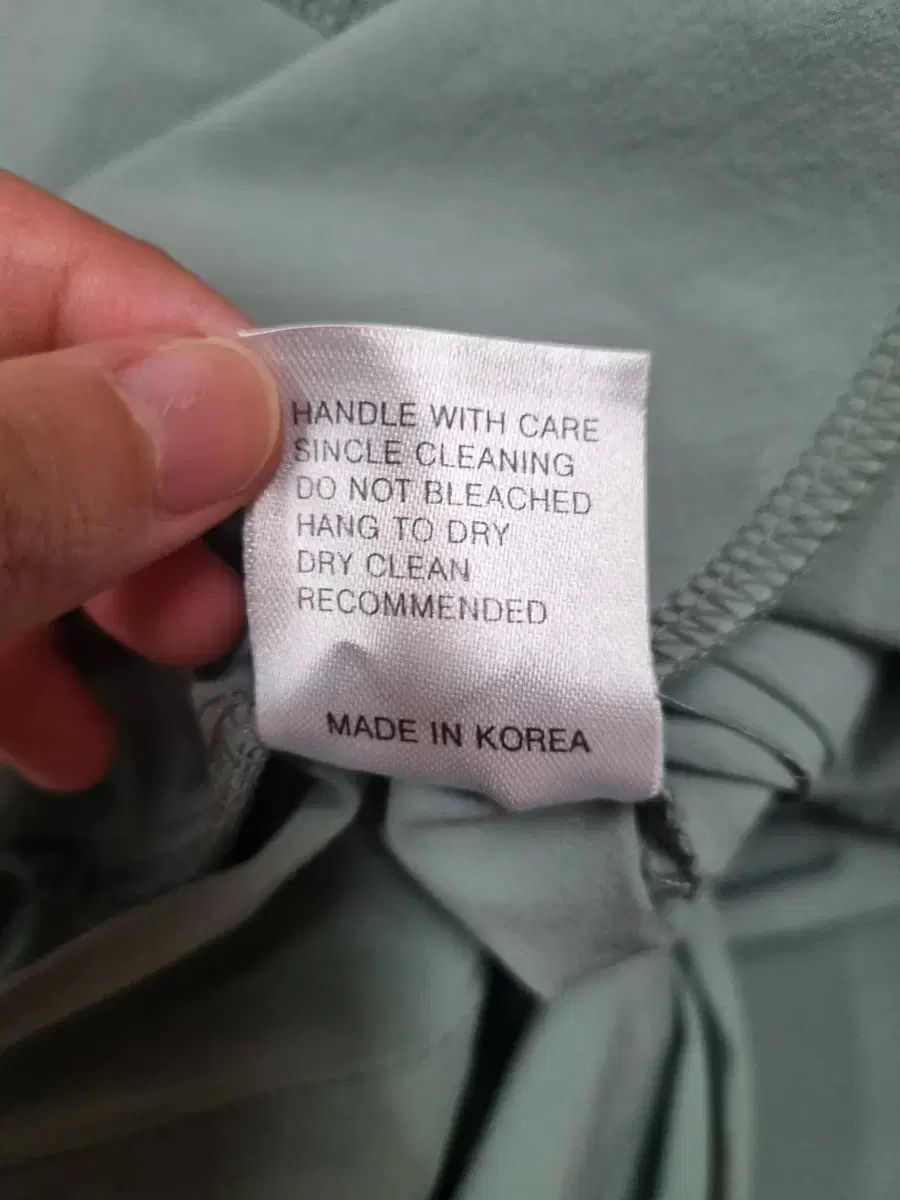 HANDLE WITH CARE
SINCLE CLEANING
DO NOT BLEACHED
HANG TO DRY
DRY CLEAN
RECOMMENDED
MADE IN KOREA